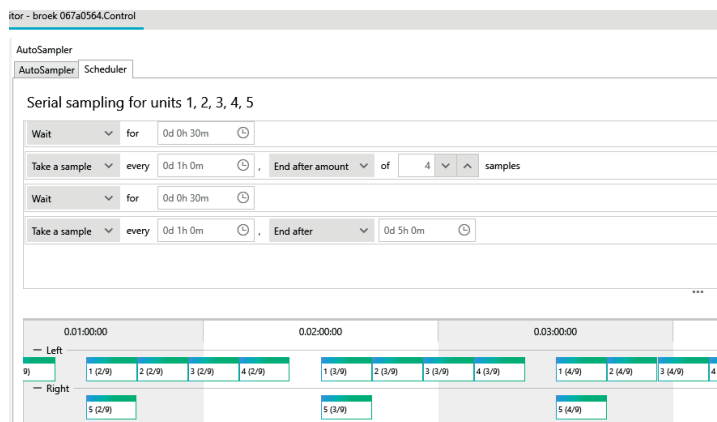 itor - broek 067a0564.Control
AutoSampler
AutoSampler Scheduler
Serial sampling for units 1, 2, 3, 4, 5
Wait for 0d 0h 30m
Take a sample every 0d 1h 0m , End after amount of 4 samples
Wait for 0d 0h 30m
Take a sample every 0d 1h 0m , End after 0d 5h 0m
...
0.01:00:00 0.02:00:00 0.03:00:00
Left
9) 1 (2/9) 2 (2/9) 3 (2/9) 4 (2/9) 1 (3/9) 2 (3/9) 3 (3/9) 4 (3/9) 1 (4/9) 2 (4/9) 3 (4/9) 4
Right
5 (2/9) 5 (3/9) 5 (4/9)